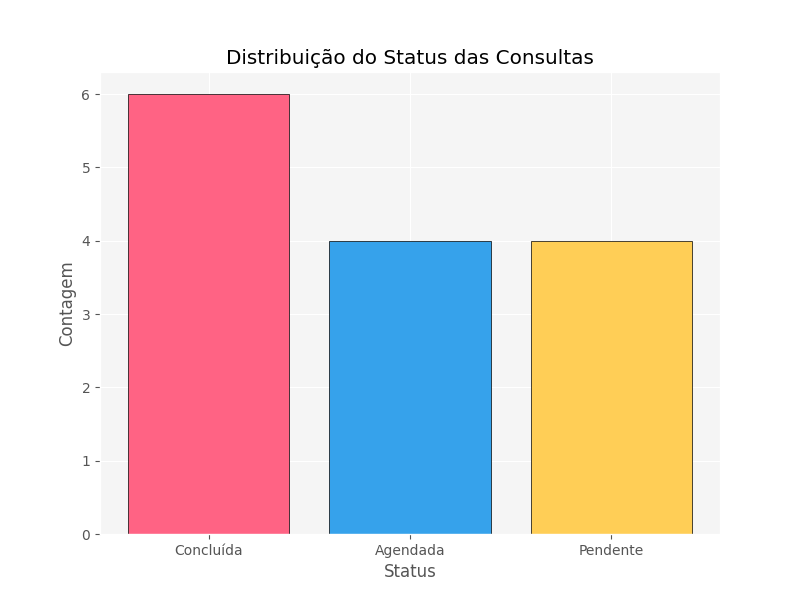 Distribuição do Status das Consultas
Contagem
6
5
4
3
2
1
0
Concluída Agendada Pendente
Status